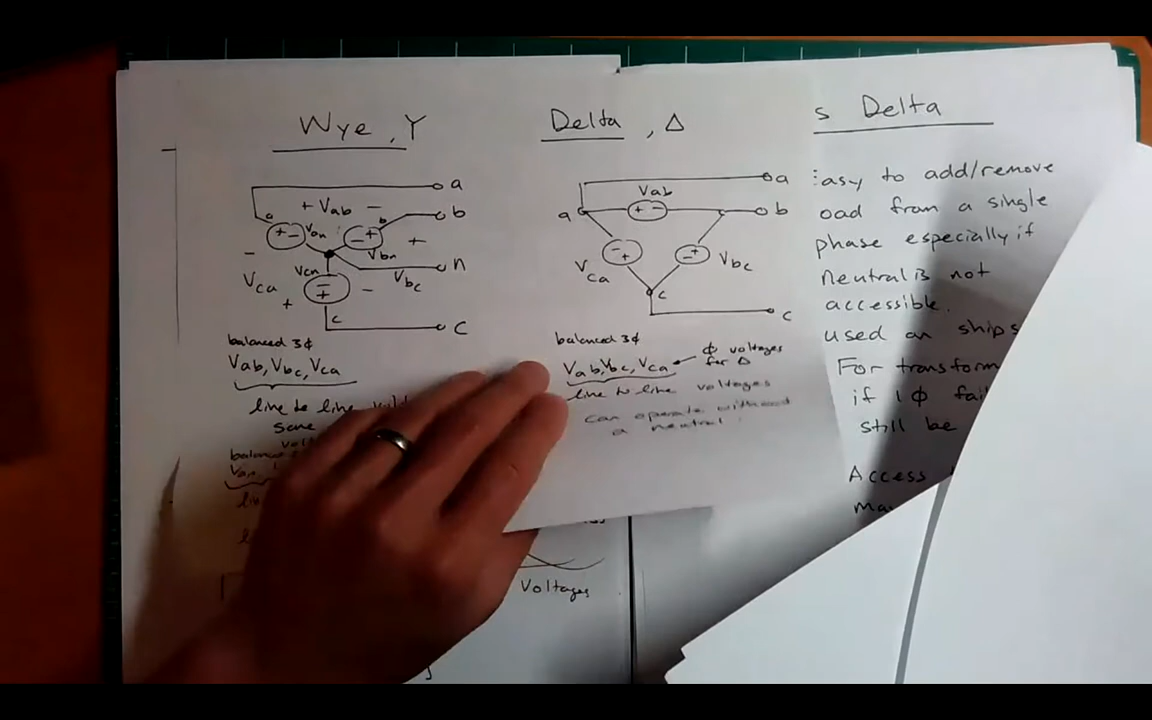 Wye, Y
a
+ Vab -
b
a
b
+ -
Van
- +
+
Vbn
-
n
Vcn
Vbc
Vca
-
+
c
C
balanced 3ϕ
Vab, Vbc, Vca
line to line
same
Delta, Δ
a
Vab
a
+ -
b
- +
- +
Vca
Vbc
c
c
balanced 3ϕ
Vab, Vbc, Vca ← ϕ voltages
for Δ
line to line voltages
can operate without
a neutral
Voltages
s Delta
easy to add/remove
oad from a single
phase especially if
neutral is not
accessible.
used on ships
For transform
if 1ϕ fai
still be
Access